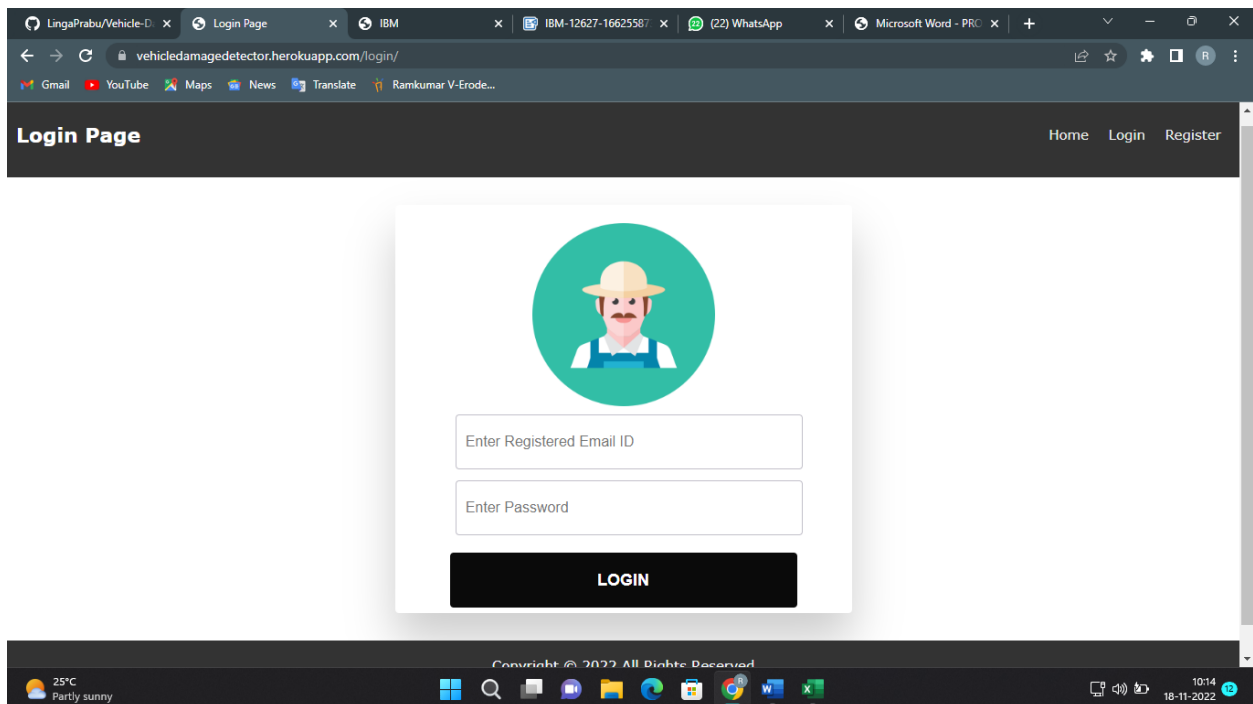 LingaPrabu/Vehicle-D
Login Page
IBM
IBM-12627-16625587
(22) WhatsApp
Microsoft Word - PRO
vehicledamagedetector.herokuapp.com/login/
R
Gmail
YouTube
Maps
News
Translate
Ramkumar V-Erode...
Login Page
Home
Login
Register
Enter Registered Email ID
Enter Password
LOGIN
Copyright © 2022 All Rights Reserved
25°C
Partly sunny
10:14
18-11-2022
12